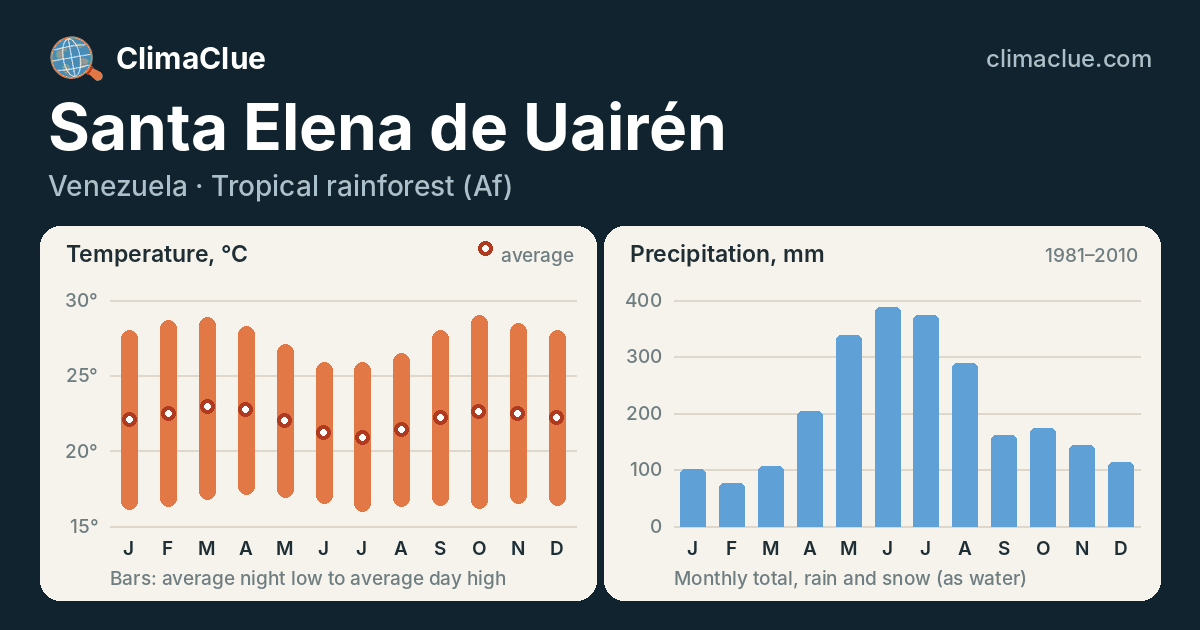 ClimaClue
climaclue.com
Santa Elena de Uairén
Venezuela · Tropical rainforest (Af)
Temperature, °C
average
30°
25°
20°
15°
J F M A M J J A S O N D
Bars: average night low to average day high
Precipitation, mm
1981–2010
400
300
200
100
0
J F M A M J J A S O N D
Monthly total, rain and snow (as water)